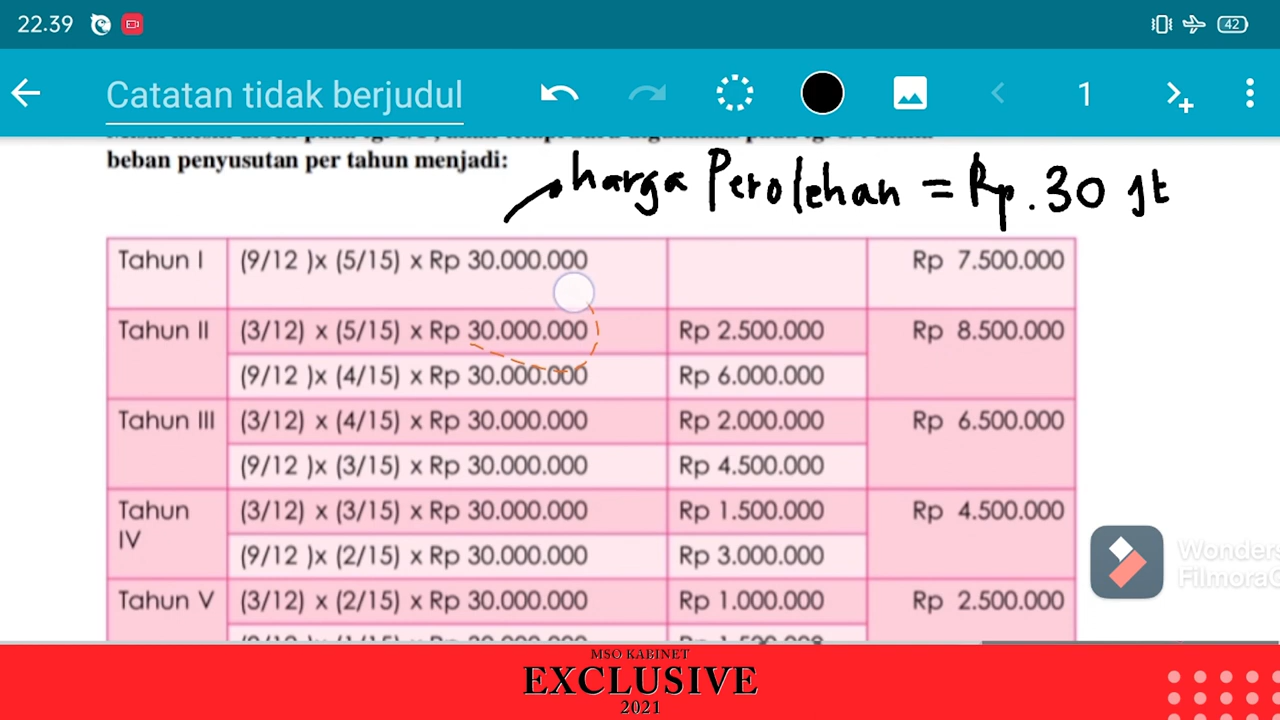 22.39
42
Catatan tidak berjudul
1
beban penyusutan per tahun menjadi:
harga Perolehan = Rp. 30 jt
Tahun I (9/12 )x (5/15) x Rp 30.000.000 Rp 7.500.000
Tahun II (3/12) x (5/15) x Rp 30.000.000 Rp 2.500.000 Rp 8.500.000
(9/12 )x (4/15) x Rp 30.000.000 Rp 6.000.000
Tahun III (3/12) x (4/15) x Rp 30.000.000 Rp 2.000.000 Rp 6.500.000
(9/12 )x (3/15) x Rp 30.000.000 Rp 4.500.000
Tahun IV (3/12) x (3/15) x Rp 30.000.000 Rp 1.500.000 Rp 4.500.000
(9/12 )x (2/15) x Rp 30.000.000 Rp 3.000.000
Tahun V (3/12) x (2/15) x Rp 30.000.000 Rp 1.000.000 Rp 2.500.000
Wonders
FilmoraG
MSO KABINET
EXCLUSIVE
2021